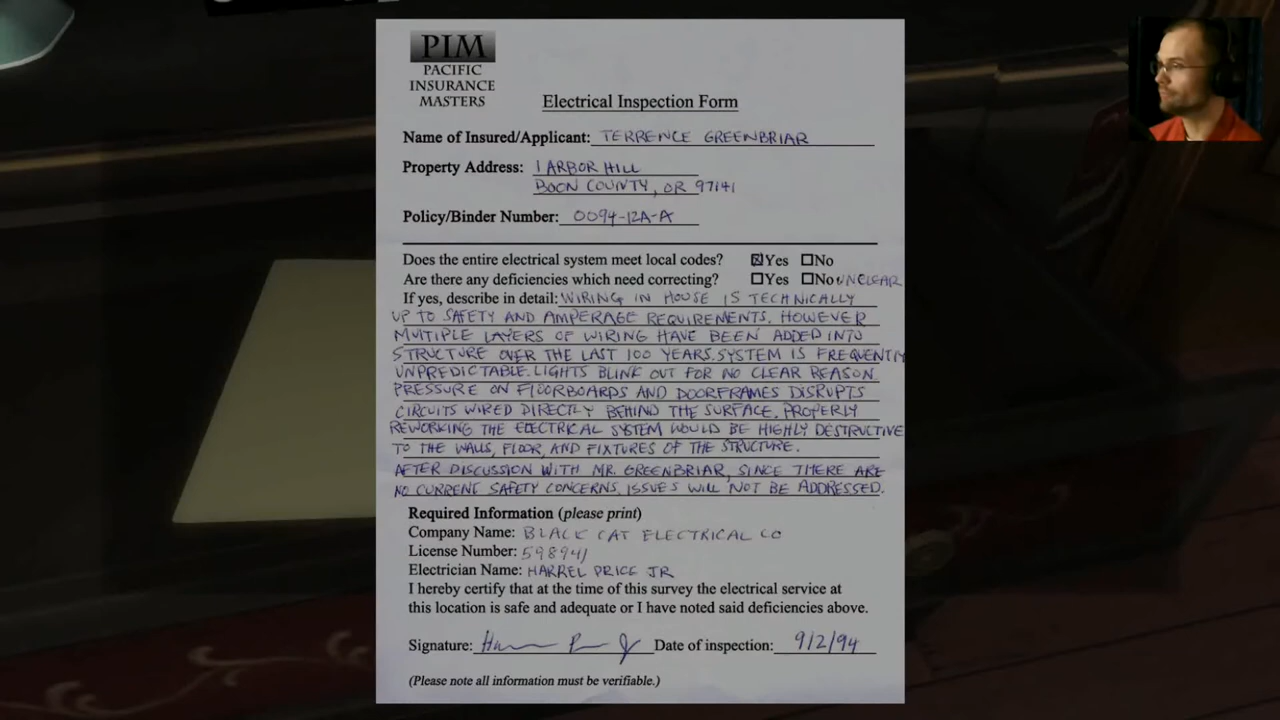 PIM
PACIFIC
INSURANCE
MASTERS
Electrical Inspection Form
Name of Insured/Applicant: TERRENCE GREENBRIAR
Property Address: 1 ARBOR HILL
BOON COUNTY, OR 97141
Policy/Binder Number: 0094-12A-A
Does the entire electrical system meet local codes? ☒Yes ☐No
Are there any deficiencies which need correcting? ☐Yes ☐No UNCLEAR
If yes, describe in detail: WIRING IN HOUSE IS TECHNICALLY
UP TO SAFETY AND AMPERAGE REQUIREMENTS. HOWEVER
MULTIPLE LAYERS OF WIRING HAVE BEEN ADDED INTO
STRUCTURE OVER THE LAST 100 YEARS. SYSTEM IS FREQUENTLY
UNPREDICTABLE. LIGHTS BLINK OUT FOR NO CLEAR REASON.
PRESSURE ON FLOORBOARDS AND DOORFRAMES DISRUPTS
CIRCUITS WIRED DIRECTLY BEHIND THE SURFACE. PROPERLY
REWORKING THE ELECTRICAL SYSTEM WOULD BE HIGHLY DESTRUCTIVE
TO THE WALLS, FLOOR, AND FIXTURES OF THE STRUCTURE.
AFTER DISCUSSION WITH MR. GREENBRIAR, SINCE THERE ARE
NO CURRENT SAFETY CONCERNS, ISSUES WILL NOT BE ADDRESSED.
Required Information (please print)
Company Name: BLACK CAT ELECTRICAL CO
License Number: 598941
Electrician Name: HARREL PRICE JR
I hereby certify that at the time of this survey the electrical service at
this location is safe and adequate or I have noted said deficiencies above.
Signature: Date of inspection: 9/2/94
(Please note all information must be verifiable.)